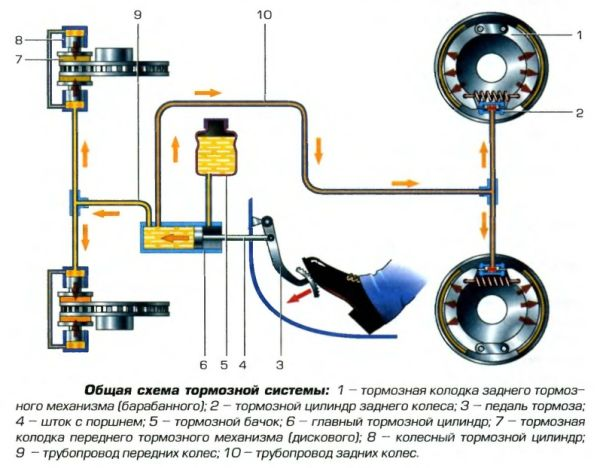 9
10
8
7
1
2
6
5
4
3
Общая схема тормозной системы: 1 – тормозная колодка заднего тормоз-
ного механизма (барабанного); 2 – тормозной цилиндр заднего колеса; 3 – педаль тормоза;
4 – шток с поршнем; 5 – тормозной бачок; 6 – главный тормозной цилиндр; 7 – тормозная
колодка переднего тормозного механизма (дискового); 8 – колесный тормозной цилиндр;
9 – трубопровод передних колес; 10 – трубопровод задних колес.